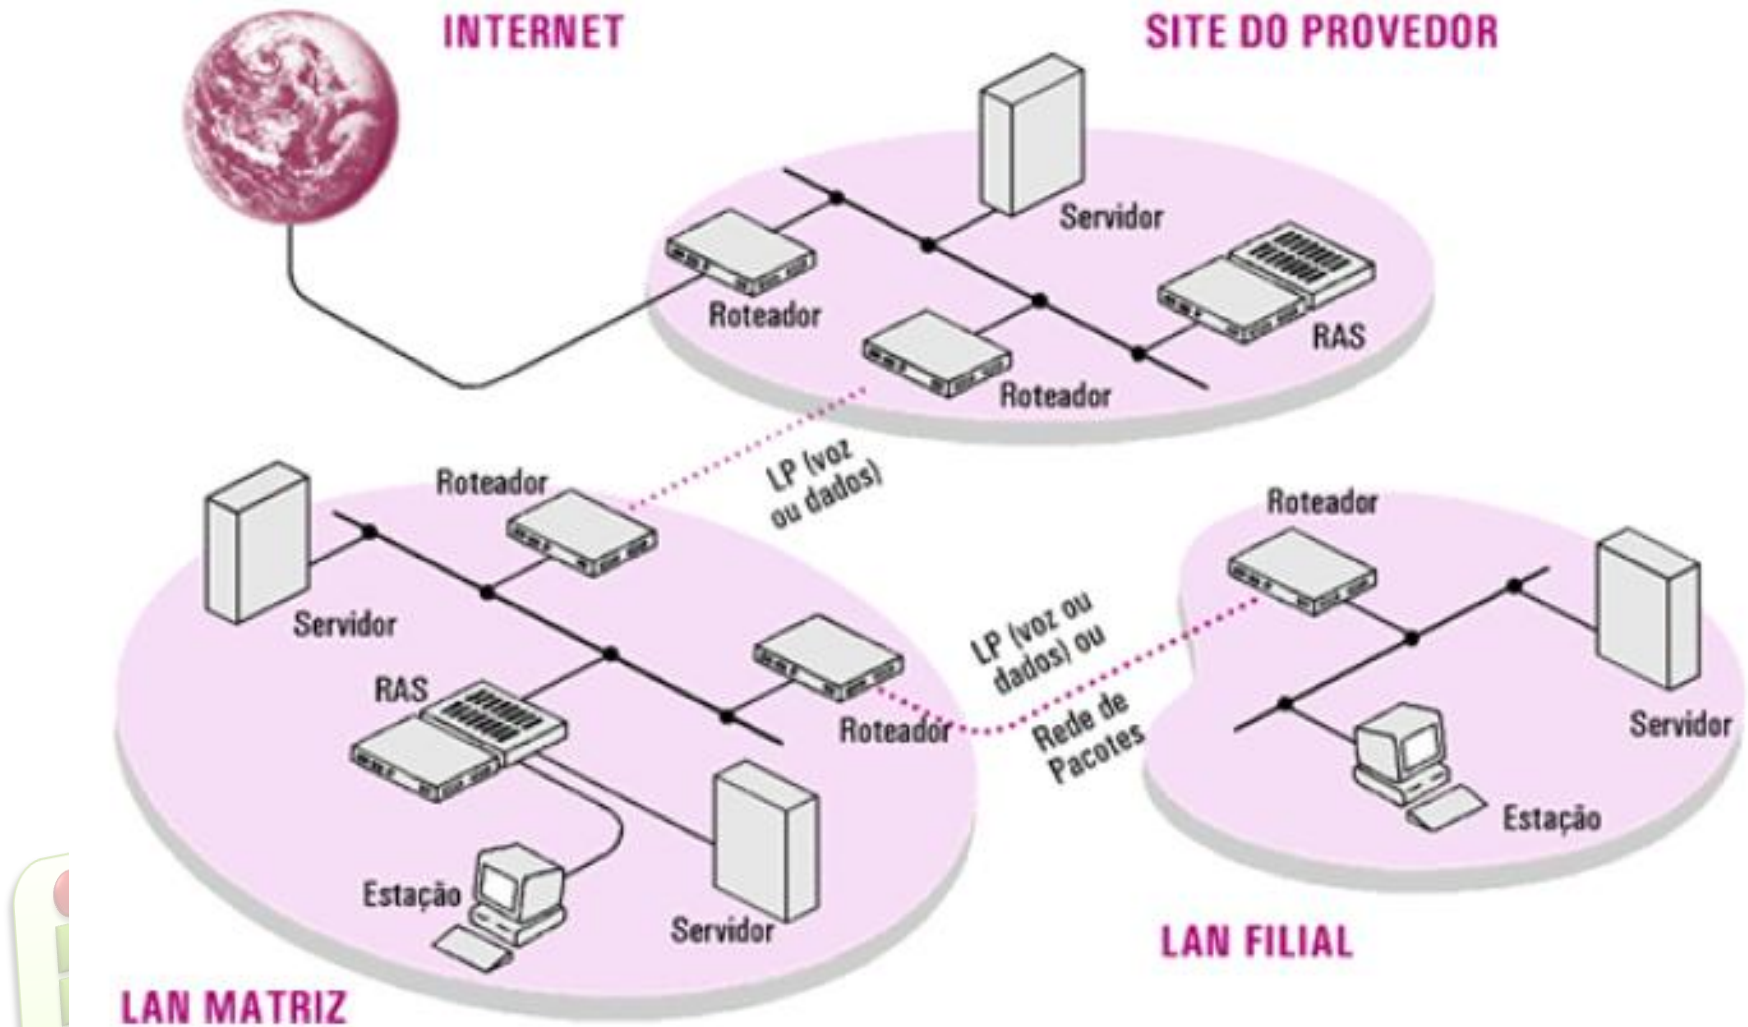 INTERNET
SITE DO PROVEDOR
Servidor
Roteador
RAS
Roteador
LP (voz
ou dados)
Roteador
Servidor
RAS
Roteador
Estação
Servidor
LAN MATRIZ
LP (voz ou
dados) ou
Rede de
Pacotes
Roteador
Servidor
Estação
LAN FILIAL